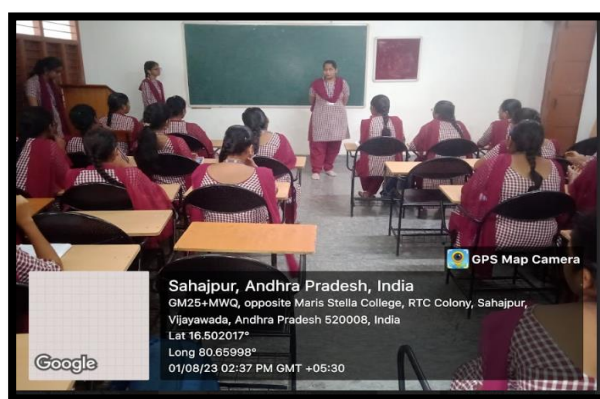 GPS Map Camera
Sahajpur, Andhra Pradesh, India
GM25+MWQ, opposite Maris Stella College, RTC Colony, Sahajpur,
Vijayawada, Andhra Pradesh 520008, India
Lat 16.502017°
Long 80.65998°
01/08/23 02:37 PM GMT +05:30
Google